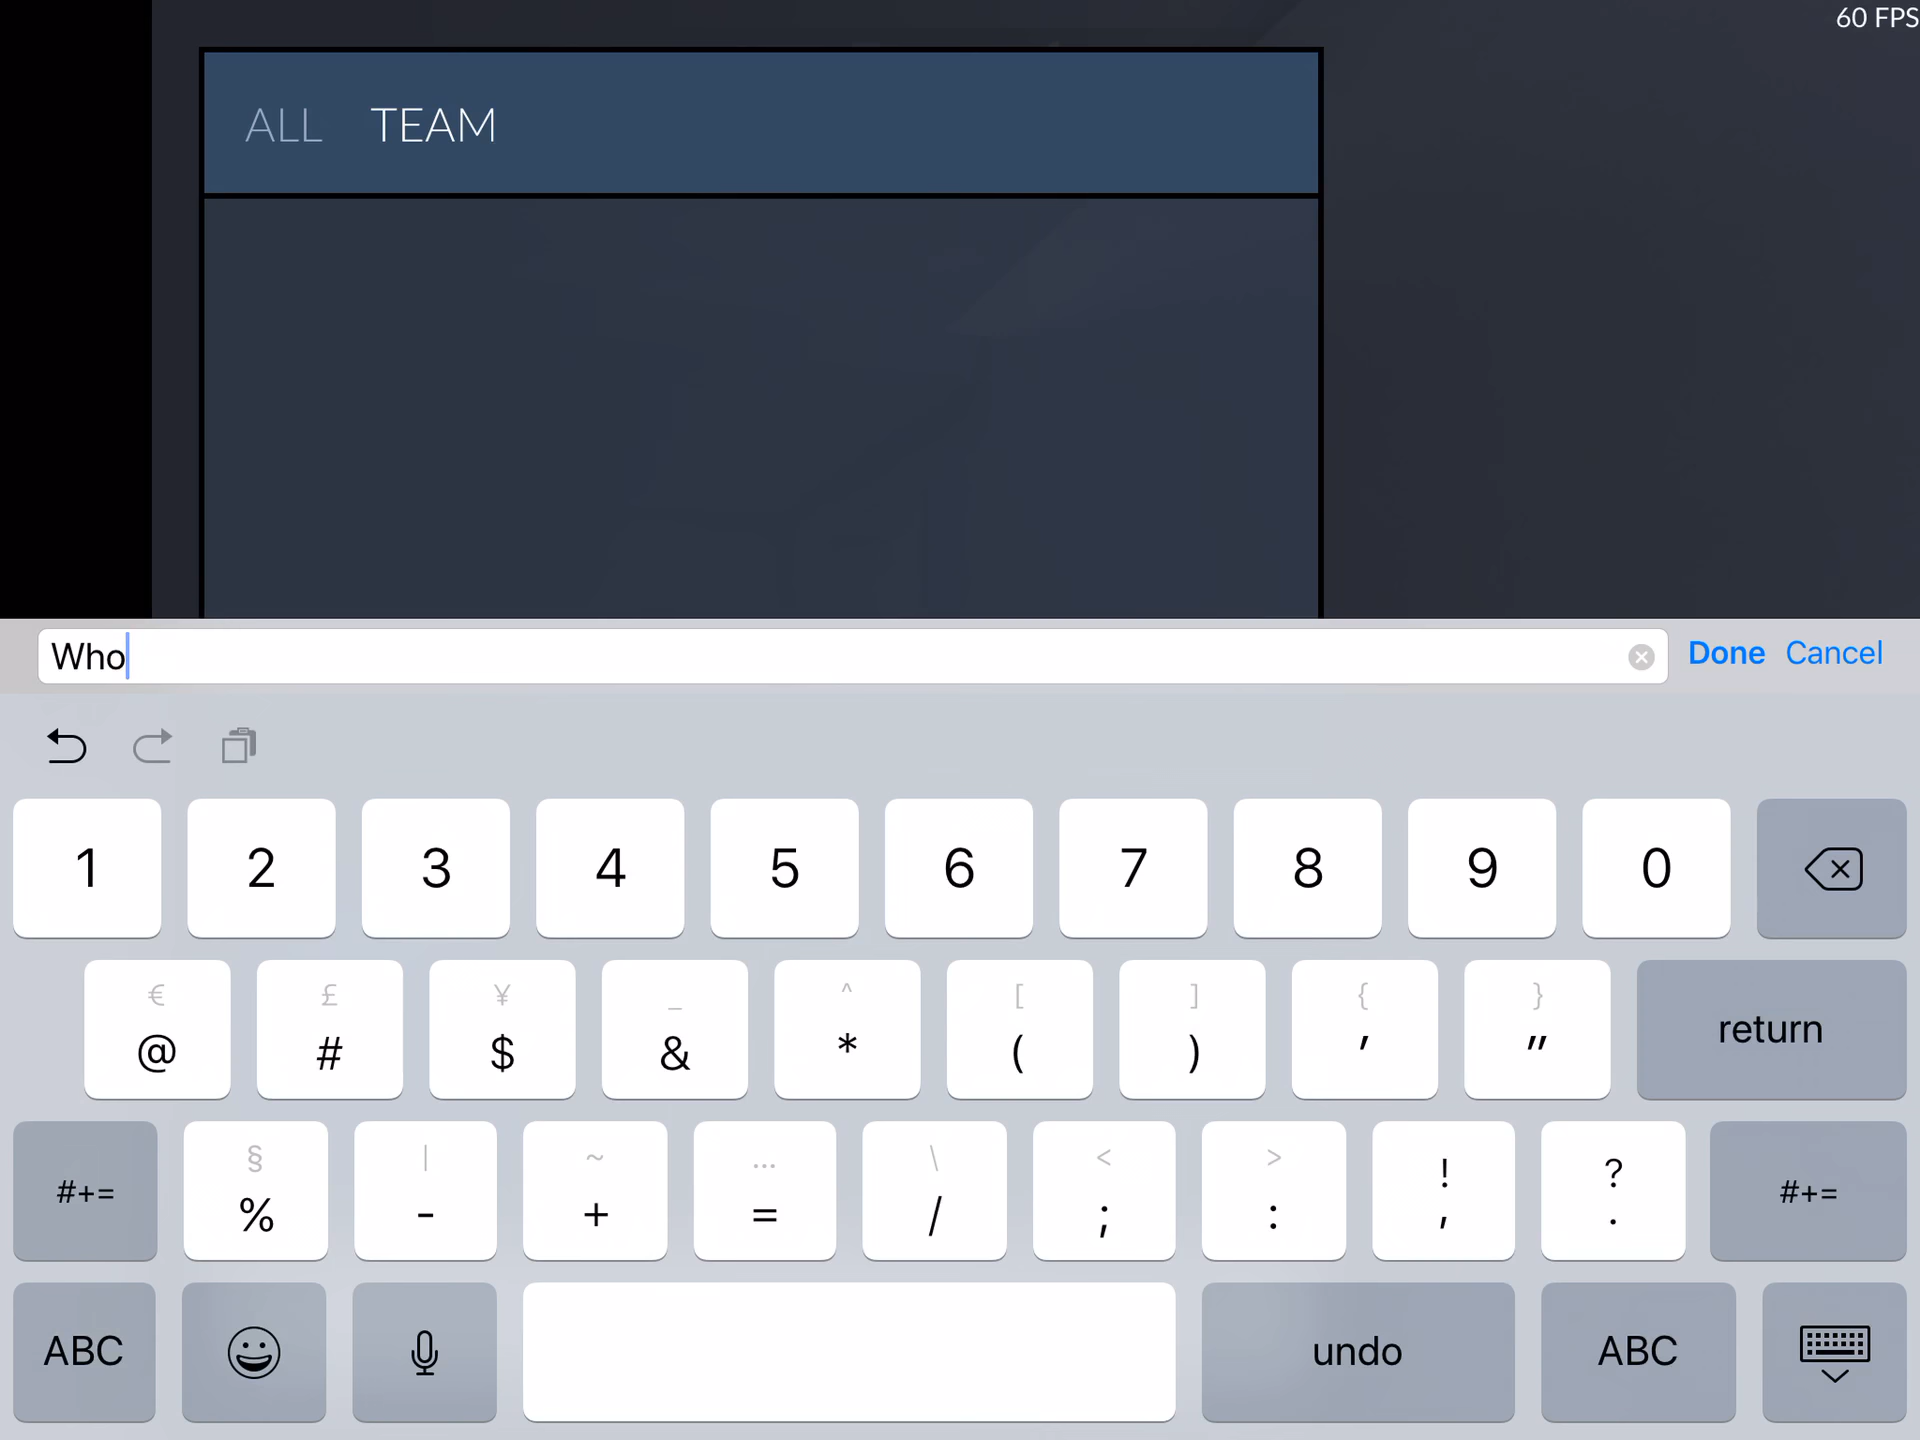 60 FPS
ALL TEAM
Who
Done Cancel
1 2 3 4 5 6 7 8 9 0
€ £ ¥ _ ^ [ ] { }
@ # $ & * ( ) ' " return
§ | ~ … \ < > ! ?
#+= % - + = / ; : , . #+=
ABC undo ABC